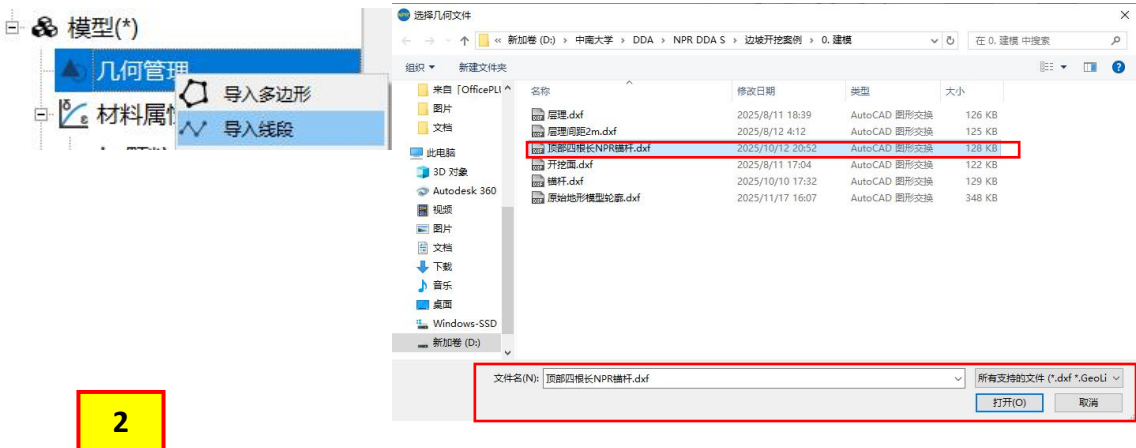 模型(*)
几何管理
导入多边形
材料属性
导入线段
2
选择几何文件
« 新加卷 (D:) › 中南大学 › DDA › NPR DDA S › 边坡开挖案例 › 0. 建模
在 0. 建模 中搜索
组织
新建文件夹
来自「OfficePLU
图片
文档
此电脑
3D 对象
Autodesk 360
视频
图片
文档
下载
音乐
桌面
Windows-SSD
新加卷 (D:)
名称 修改日期 类型 大小
层理.dxf 2025/8/11 18:39 AutoCAD 图形交换 126 KB
层理间距2m.dxf 2025/8/12 4:12 AutoCAD 图形交换 125 KB
顶部四根长NPR锚杆.dxf 2025/10/12 20:52 AutoCAD 图形交换 128 KB
开挖面.dxf 2025/8/11 17:04 AutoCAD 图形交换 122 KB
锚杆.dxf 2025/10/10 17:32 AutoCAD 图形交换 129 KB
原始地形模型轮廓.dxf 2025/11/17 16:07 AutoCAD 图形交换 348 KB
文件名(N): 顶部四根长NPR锚杆.dxf
所有支持的文件 (*.dxf *.GeoLi
打开(O) 取消